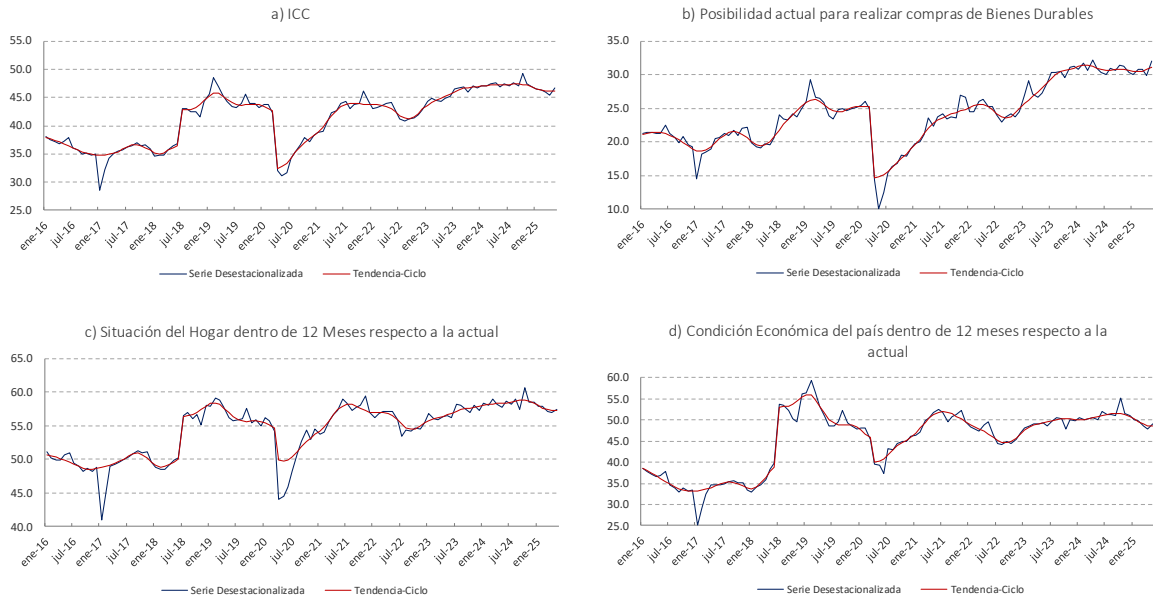 a) ICC
55.0
50.0
45.0
40.0
35.0
30.0
25.0
ene-16
jul-16
ene-17
jul-17
ene-18
jul-18
ene-19
jul-19
ene-20
jul-20
ene-21
jul-21
ene-22
jul-22
ene-23
jul-23
ene-24
jul-24
ene-25
Serie Desestacionalizada
Tendencia-Ciclo
b) Posibilidad actual para realizar compras de Bienes Durables
35.0
30.0
25.0
20.0
15.0
10.0
ene-16
jul-16
ene-17
jul-17
ene-18
jul-18
ene-19
jul-19
ene-20
jul-20
ene-21
jul-21
ene-22
jul-22
ene-23
jul-23
ene-24
jul-24
ene-25
Serie Desestacionalizada
Tendencia-Ciclo
c) Situación del Hogar dentro de 12 Meses respecto a la actual
65.0
60.0
55.0
50.0
45.0
40.0
ene-16
jul-16
ene-17
jul-17
ene-18
jul-18
ene-19
jul-19
ene-20
jul-20
ene-21
jul-21
ene-22
jul-22
ene-23
jul-23
ene-24
jul-24
ene-25
Serie Desestacionalizada
Tendencia-Ciclo
d) Condición Económica del país dentro de 12 meses respecto a la
actual
60.0
55.0
50.0
45.0
40.0
35.0
30.0
25.0
ene-16
jul-16
ene-17
jul-17
ene-18
jul-18
ene-19
jul-19
ene-20
jul-20
ene-21
jul-21
ene-22
jul-22
ene-23
jul-23
ene-24
jul-24
ene-25
Serie Desestacionalizada
Tendencia-Ciclo